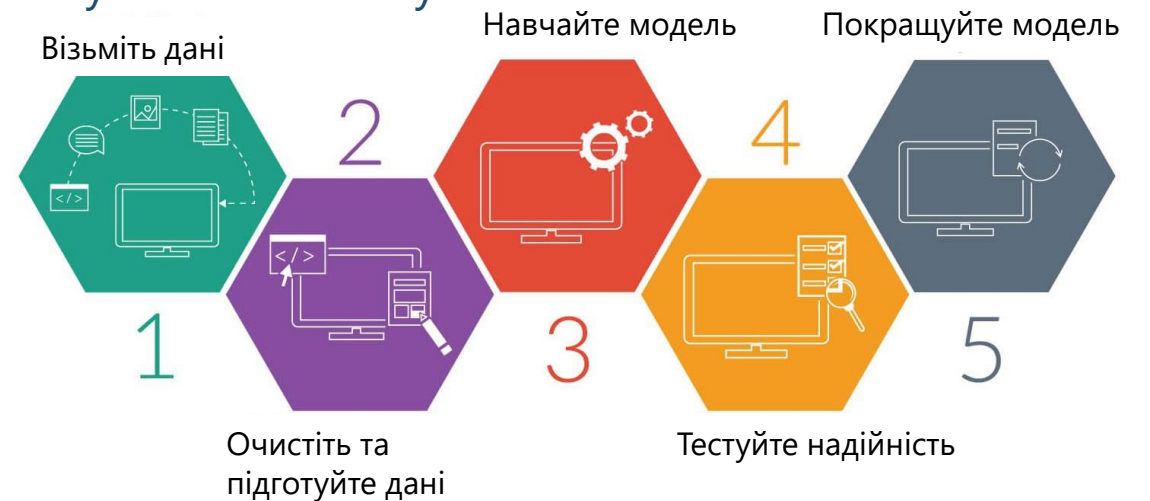 Візьміть дані
1
</>
2
</>
Очистіть та
підготуйте дані
Навчайте модель
3
4
Тестуйте надійність
Покращуйте модель
5